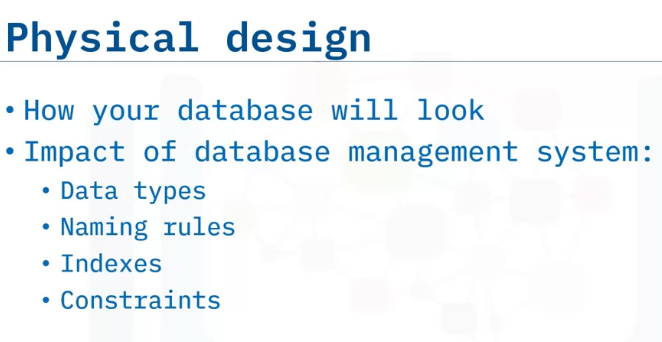 Physical design
• How your database will look
• Impact of database management system:
• Data types
• Naming rules
• Indexes
• Constraints